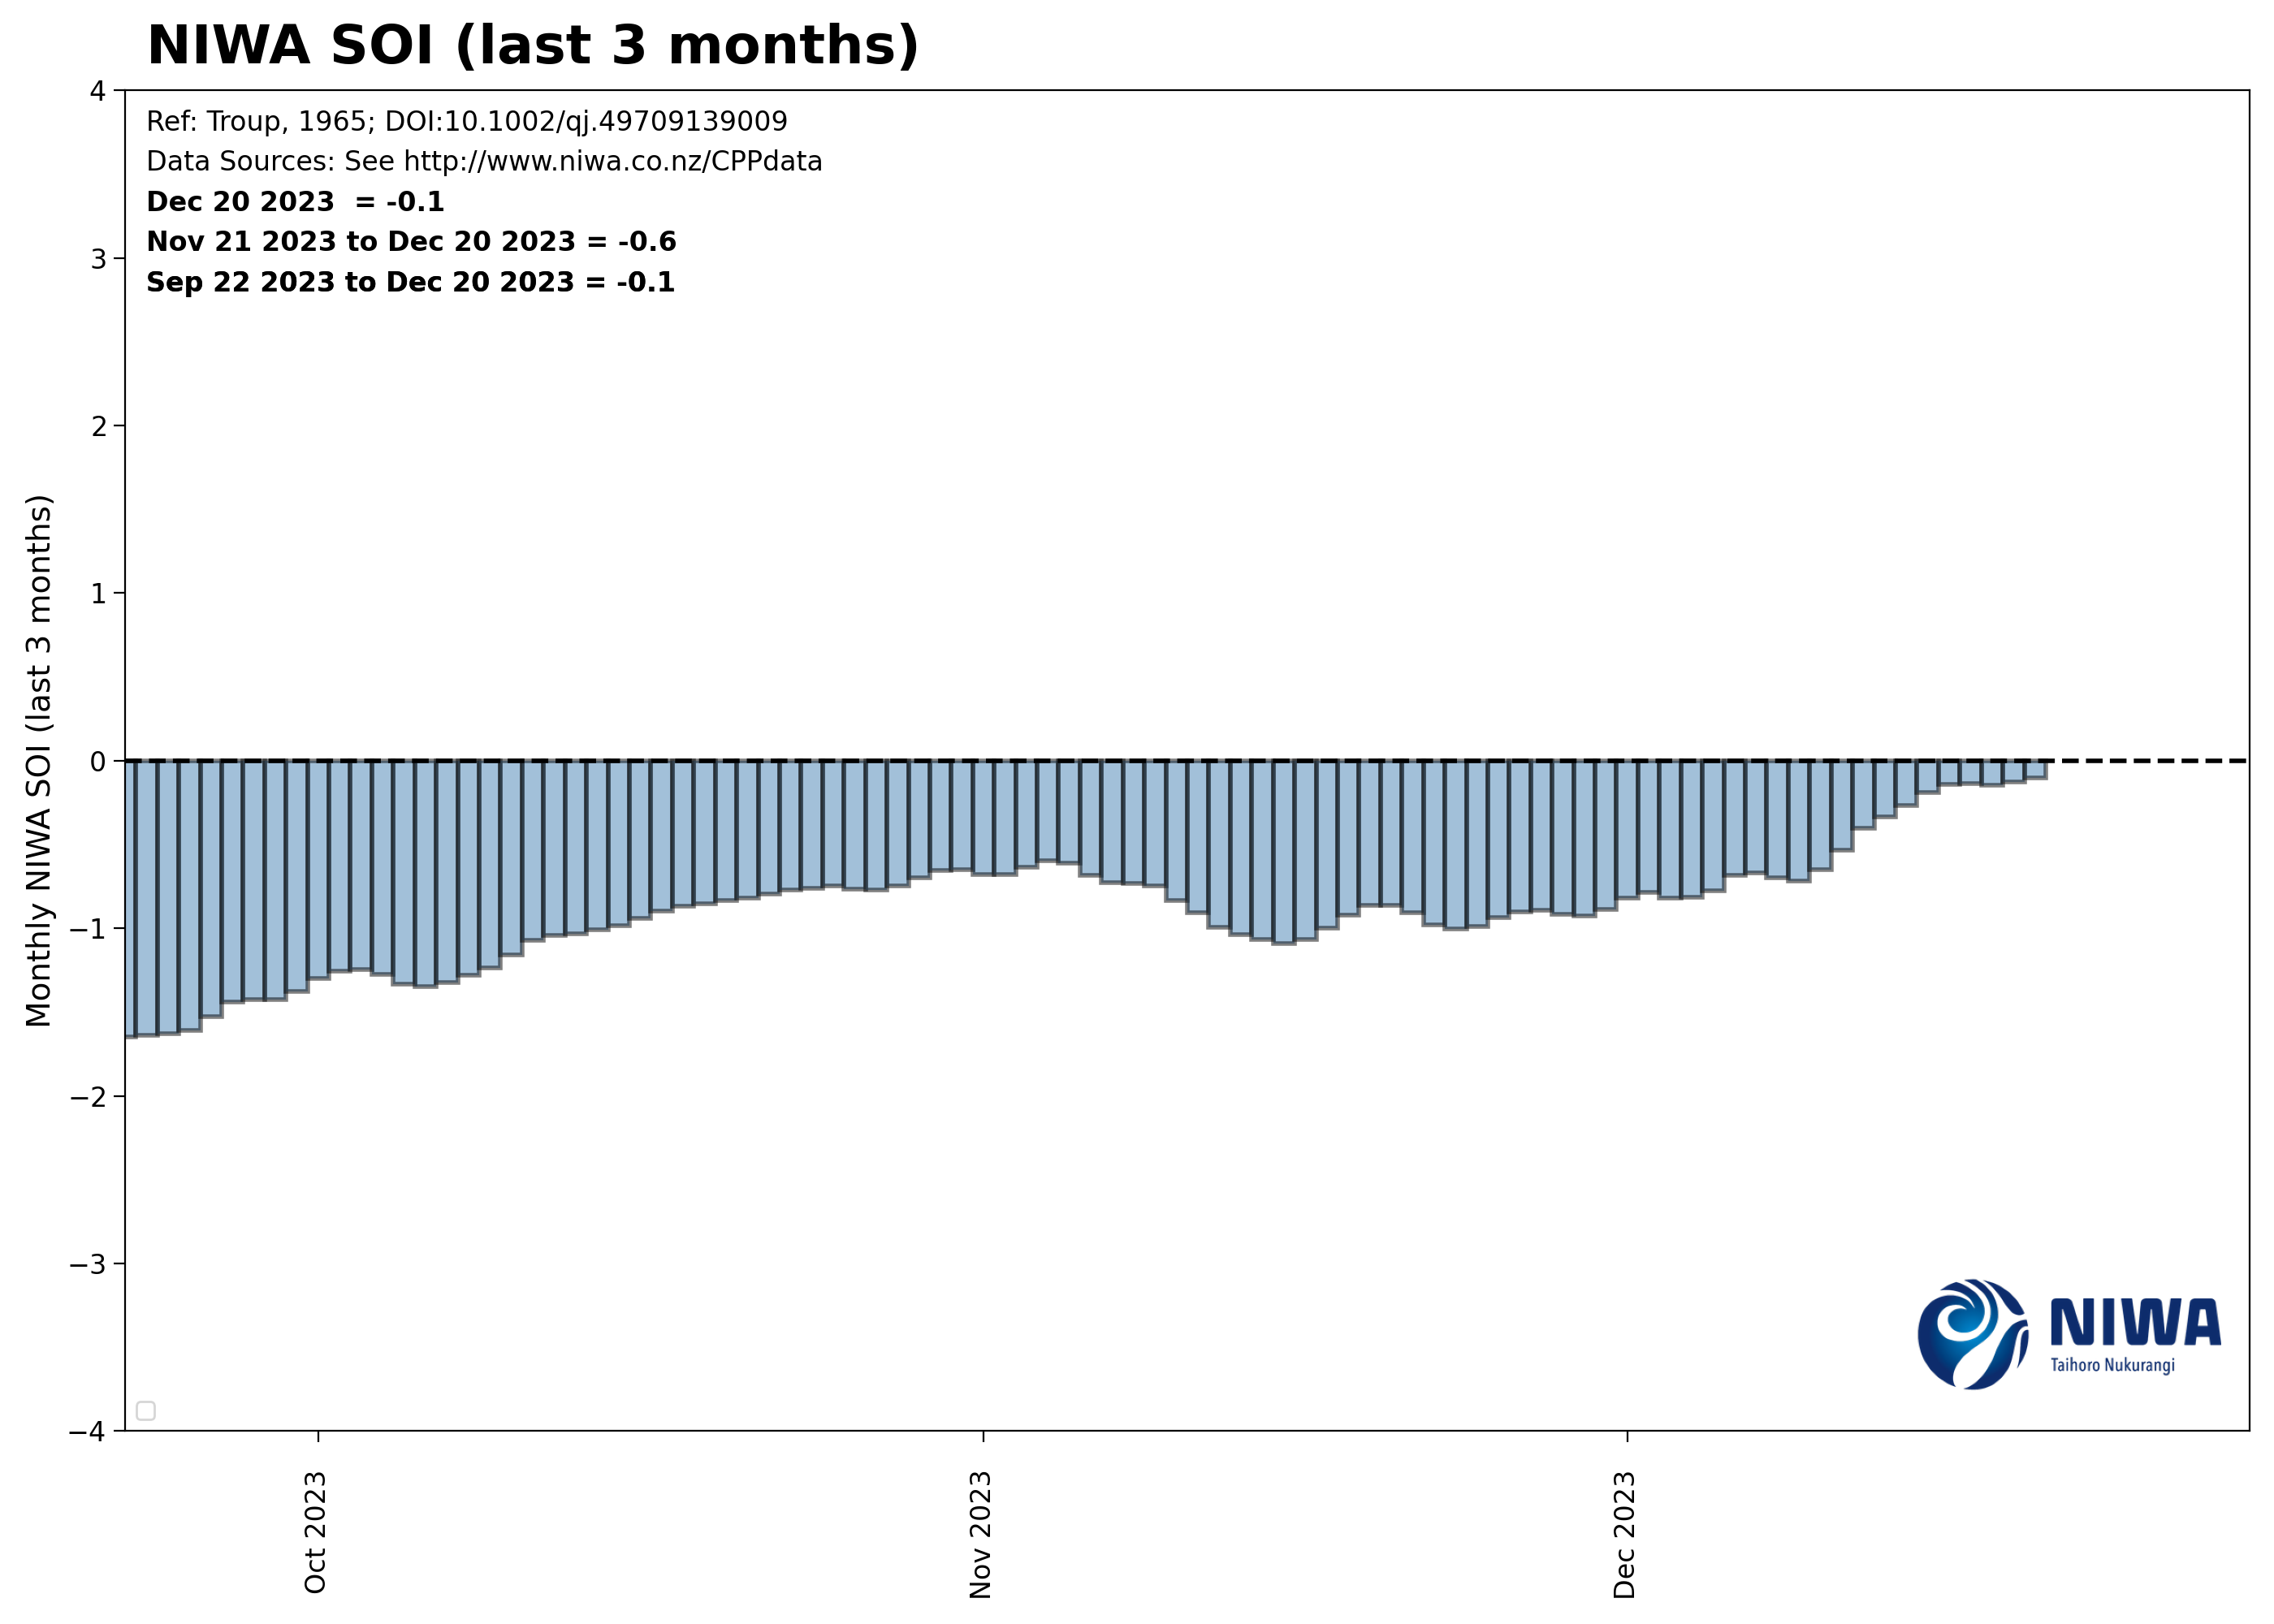 NIWA SOI (last 3 months)
Ref: Troup, 1965; DOI:10.1002/qj.49709139009
Data Sources: See http://www.niwa.co.nz/CPPdata
Dec 20 2023  = -0.1
Nov 21 2023 to Dec 20 2023 = -0.6
Sep 22 2023 to Dec 20 2023 = -0.1
Monthly NIWA SOI (last 3 months)
4
3
2
1
0
−1
−2
−3
−4
Oct 2023
Nov 2023
Dec 2023
NIWA
Taihoro Nukurangi